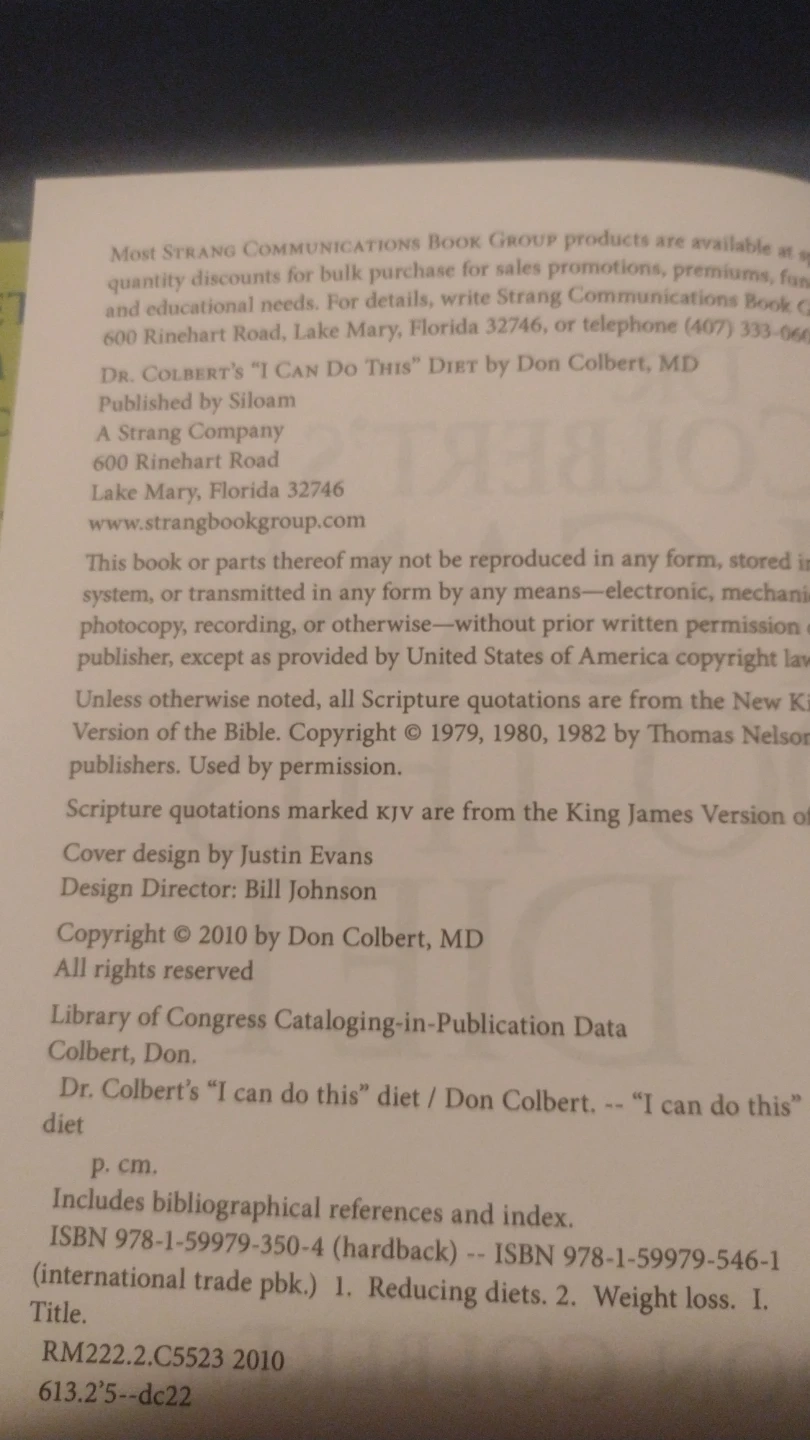 Most STRANG COMMUNICATIONS BOOK GROUP products are available at
quantity discounts for bulk purchase for sales promotions, premiums,
and educational needs. For details, write Strang Communications Book
600 Rinehart Road, Lake Mary, Florida 32746, or telephone (407)
DR. COLBERT'S “I CAN DO THIS” DIET by Don Colbert, MD
Published by Siloam
A Strang Company
600 Rinehart Road
Lake Mary, Florida 32746
www.strangbookgroup.com
This book or parts thereof may not be reproduced in any form, stored
system, or transmitted in any form by any means—electronic,
photocopy, recording, or otherwise—without prior written permission
publisher, except as provided by United States of America copyright
Unless otherwise noted, all Scripture quotations are from the New
Version of the Bible. Copyright © 1979, 1980, 1982 by Thomas
publishers. Used by permission.
Scripture quotations marked KJV are from the King James Version
Cover design by Justin Evans
Design Director: Bill Johnson
Copyright © 2010 by Don Colbert, MD
All rights reserved
Library of Congress Cataloging-in-Publication Data
Colbert, Don.
Dr. Colbert's “I can do this” diet / Don Colbert. -- “I can do this”
diet
p. cm.
Includes bibliographical references and index.
ISBN 978-1-59979-350-4 (hardback) -- ISBN 978-1-59979-546-1
(international trade pbk.) 1. Reducing diets. 2. Weight loss. I.
Title.
RM222.2.C5523 2010
613.2'5--dc22